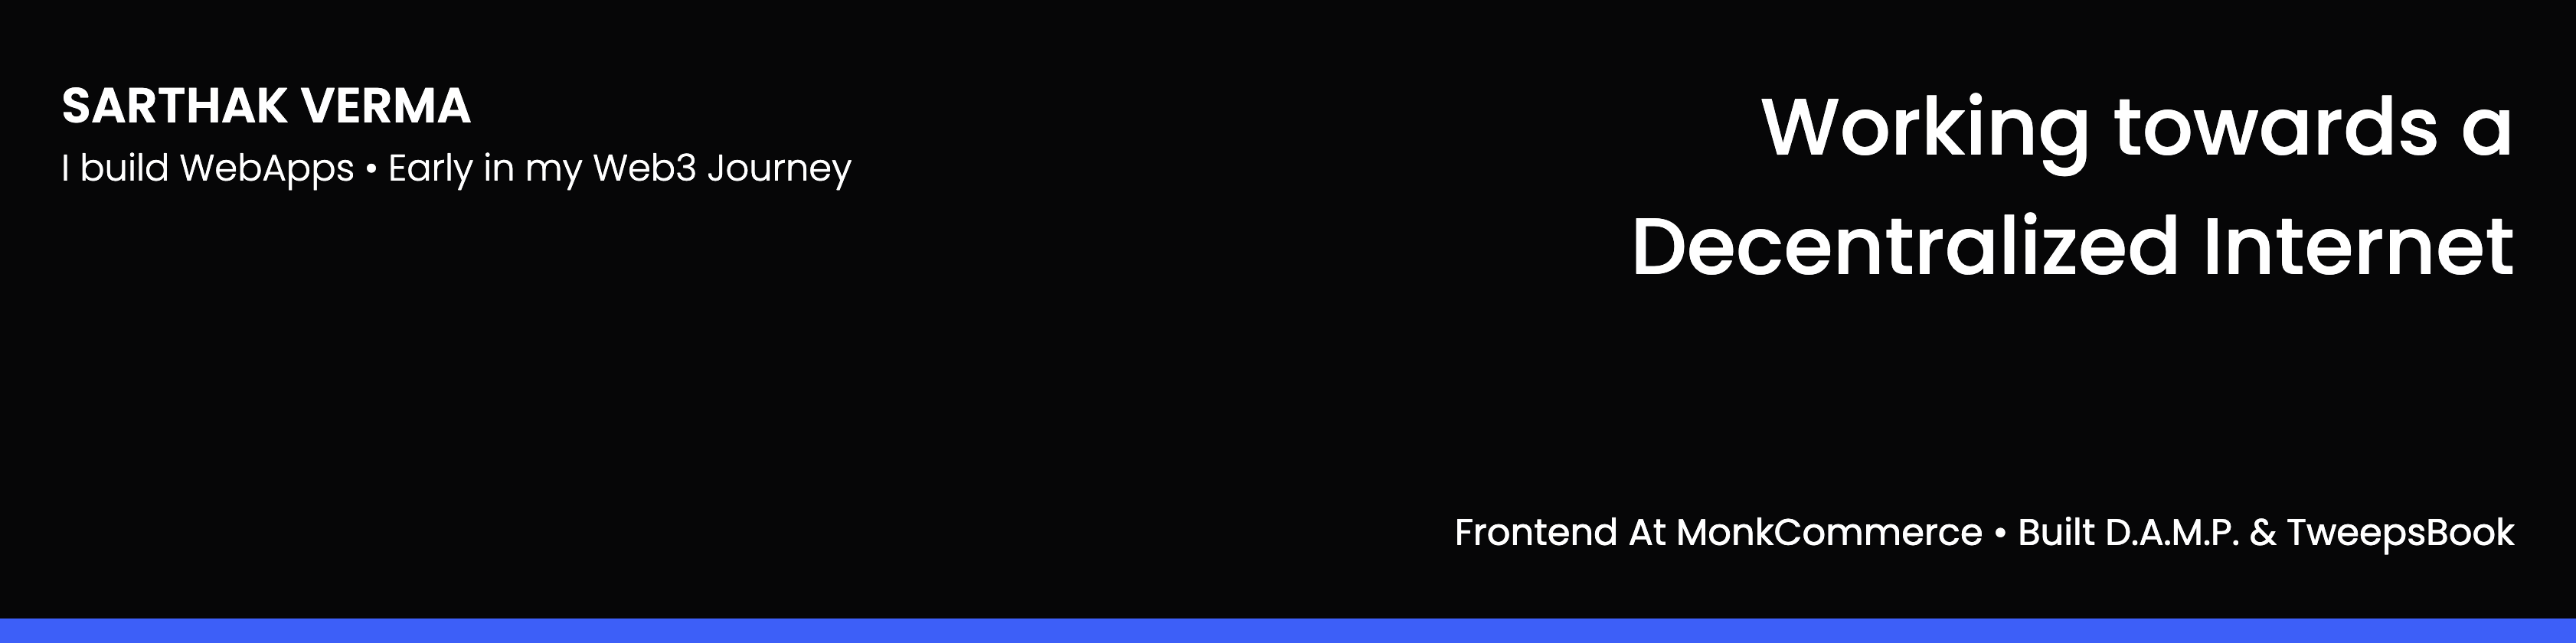 SARTHAK VERMA
I build WebApps • Early in my Web3 Journey
Working towards a
Decentralized Internet
Frontend At MonkCommerce • Built D.A.M.P. & TweepsBook